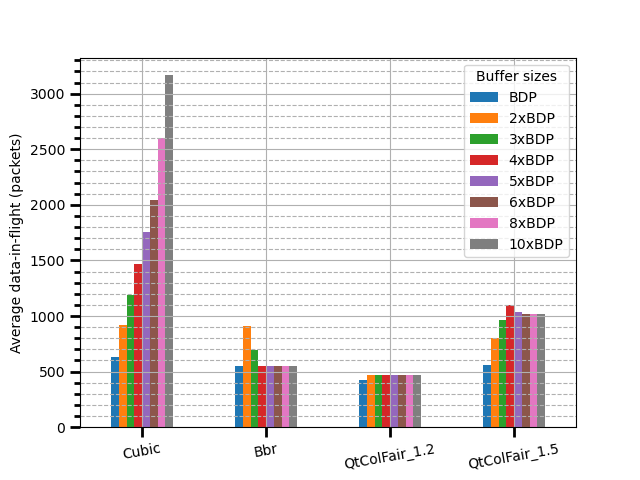 Buffer sizes
BDP
2xBDP
3xBDP
4xBDP
5xBDP
6xBDP
8xBDP
10xBDP
Average data-in-flight (packets)
3000
2500
2000
1500
1000
500
0
Cubic
Bbr
QtColFair_1.2
QtColFair_1.5